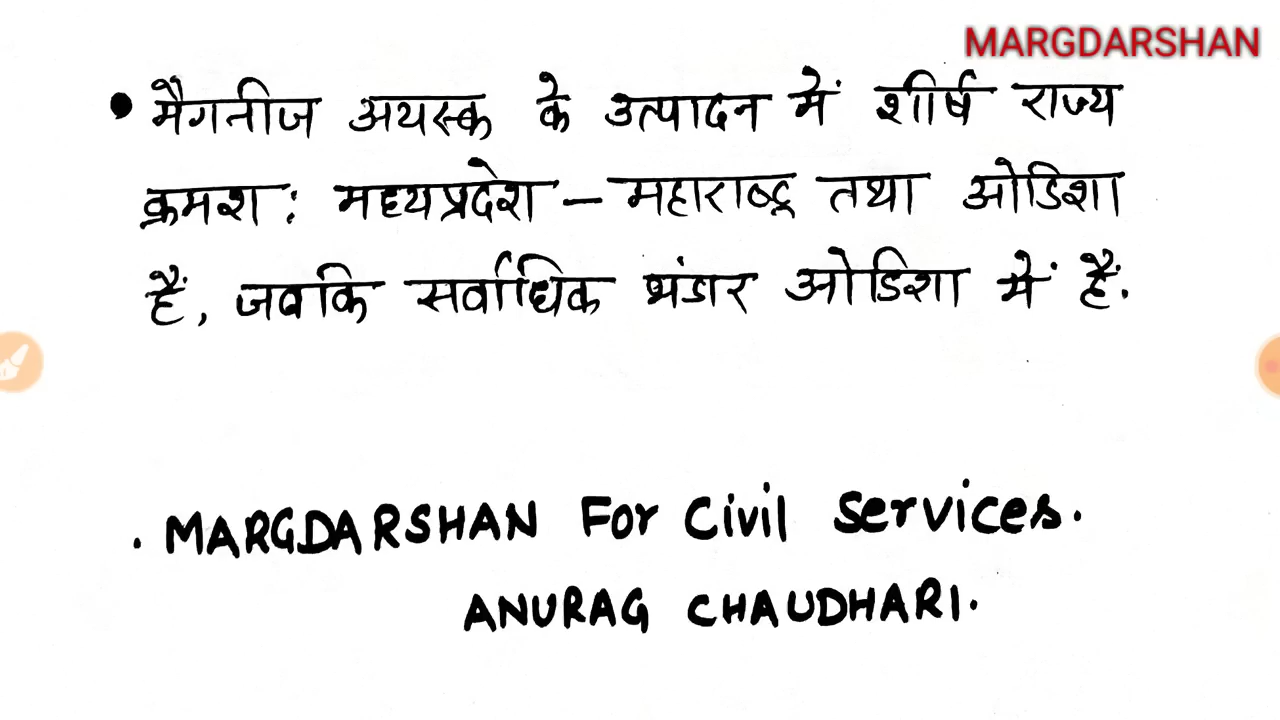 MARGDARSHAN
• मैगनीज अयस्क के उत्पादन में शीर्ष राज्य
क्रमश: मध्यप्रदेश – महाराष्ट्र तथा ओडिशा
हैं, जबकि सर्वाधिक भंडार ओडिशा में हैं.
. MARGDARSHAN For Civil Services.
ANURAG CHAUDHARI.